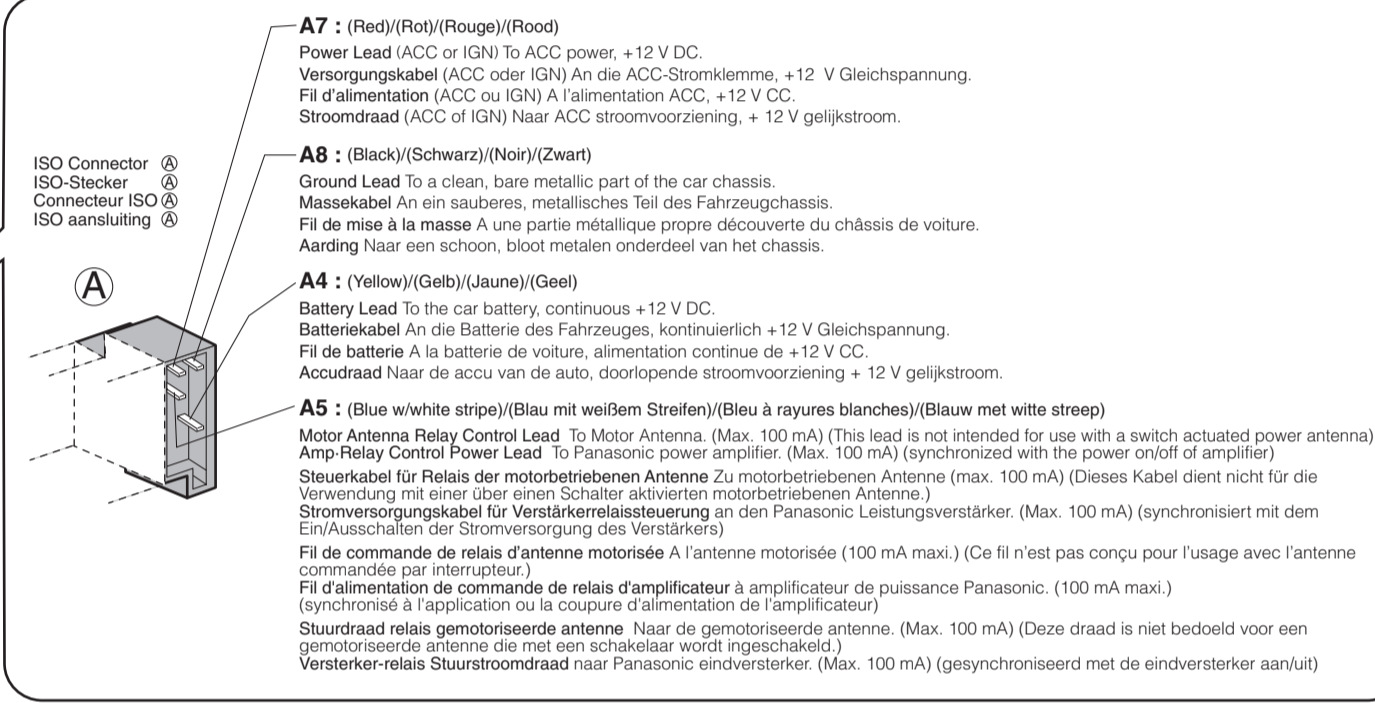 A7 : (Red)/(Rot)/(Rouge)/(Rood)
Power Lead (ACC or IGN) To ACC power, +12 V DC.
Versorgungskabel (ACC oder IGN) An die ACC-Stromklemme, +12 V Gleichspannung.
Fil d'alimentation (ACC ou IGN) A l'alimentation ACC, +12 V CC.
Stroomdraad (ACC of IGN) Naar ACC stroomvoorziening, + 12 V gelijkstroom.
ISO Connector Ⓐ
ISO-Stecker Ⓐ
Connecteur ISO Ⓐ
ISO aansluiting Ⓐ
A8 : (Black)/(Schwarz)/(Noir)/(Zwart)
Ground Lead To a clean, bare metallic part of the car chassis.
Massekabel An ein sauberes, metallisches Teil des Fahrzeugchassis.
Fil de mise à la masse A une partie métallique propre découverte du châssis de voiture.
Aarding Naar een schoon, bloot metalen onderdeel van het chassis.
Ⓐ
A4 : (Yellow)/(Gelb)/(Jaune)/(Geel)
Battery Lead To the car battery, continuous +12 V DC.
Batteriekabel An die Batterie des Fahrzeuges, kontinuierlich +12 V Gleichspannung.
Fil de batterie A la batterie de voiture, alimentation continue de +12 V CC.
Accudraad Naar de accu van de auto, doorlopende stroomvoorziening + 12 V gelijkstroom.
A5 : (Blue w/white stripe)/(Blau mit weißem Streifen)/(Bleu à rayures blanches)/(Blauw met witte streep)
Motor Antenna Relay Control Lead To Motor Antenna. (Max. 100 mA) (This lead is not intended for use with a switch actuated power antenna)
Amp·Relay Control Power Lead To Panasonic power amplifier. (Max. 100 mA) (synchronized with the power on/off of amplifier)
Steuerkabel für Relais der motorbetriebenen Antenne Zu motorbetriebenen Antenne (max. 100 mA) (Dieses Kabel dient nicht für die
Verwendung mit einer über einen Schalter aktivierten motorbetriebenen Antenne.)
Stromversorgungskabel für Verstärkerrelaissteuerung an den Panasonic Leistungsverstärker. (Max. 100 mA) (synchronisiert mit dem
Ein/Ausschalten der Stromversorgung des Verstärkers)
Fil de commande de relais d'antenne motorisée A l'antenne motorisée (100 mA maxi.) (Ce fil n'est pas conçu pour l'usage avec l'antenne
commandée par interrupteur.)
Fil d'alimentation de commande de relais d'amplificateur à amplificateur de puissance Panasonic. (100 mA maxi.)
(synchronisé à l'application ou la coupure d'alimentation de l'amplificateur)
Stuurdraad relais gemotoriseerde antenne Naar de gemotoriseerde antenne. (Max. 100 mA) (Deze draad is niet bedoeld voor een
gemotoriseerde antenne die met een schakelaar wordt ingeschakeld.)
Versterker-relais Stuurstroomdraad naar Panasonic eindversterker. (Max. 100 mA) (gesynchroniseerd met de eindversterker aan/uit)